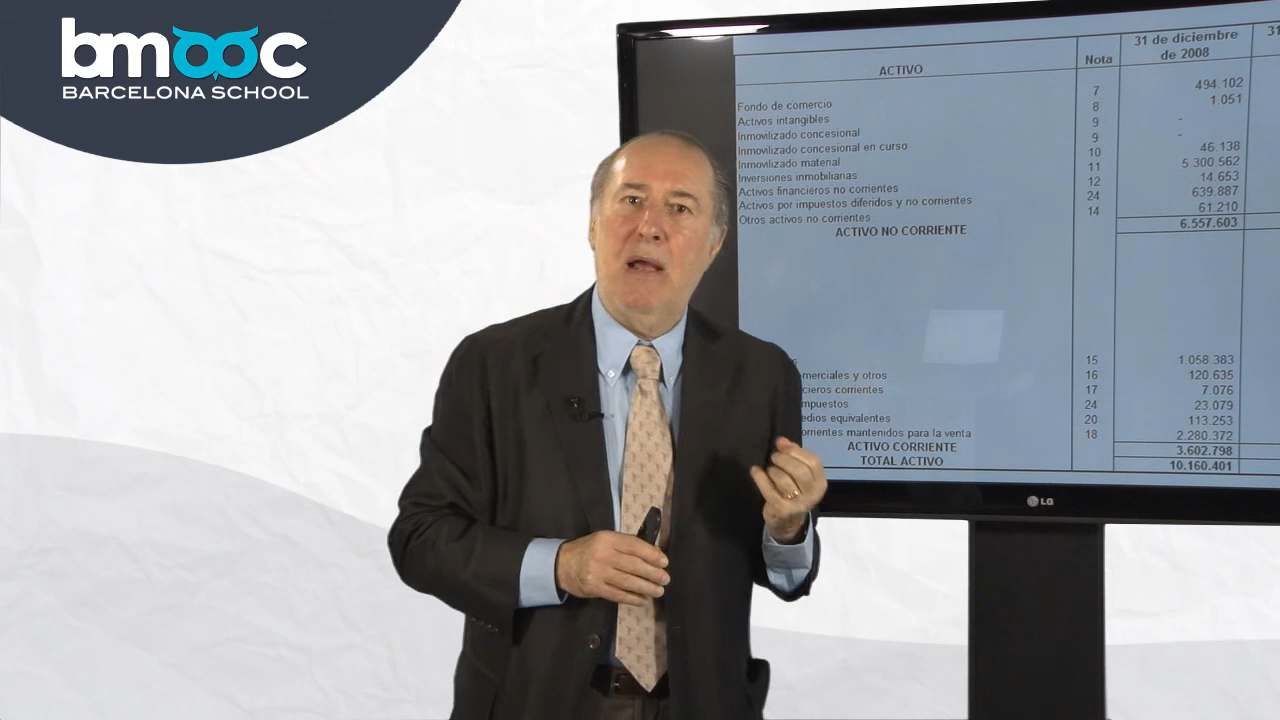 bmooc
BARCELONA SCHOOL
ACTIVO Nota 31 de diciembre de 2008 31
Fondo de comercio 7 494.102
Activos intangibles 8 1.051
Inmovilizado concesional 9 -
Inmovilizado concesional en curso 9 -
Inmovilizado material 10 46.138
Inversiones inmobiliarias 11 5.300.562
Activos financieros no corrientes 12 14.653
Activos por impuestos diferidos y no corrientes 24 639.887
Otros activos no corrientes 14 61.210
ACTIVO NO CORRIENTE 6.557.603
s 15 1.058.383
merciales y otros 16 120.635
cieros corrientes 17 7.076
mpuestos 24 23.079
edios equivalentes 20 113.253
orrientes mantenidos para la venta 18 2.280.372
ACTIVO CORRIENTE 3.602.798
TOTAL ACTIVO 10.160.401
LG